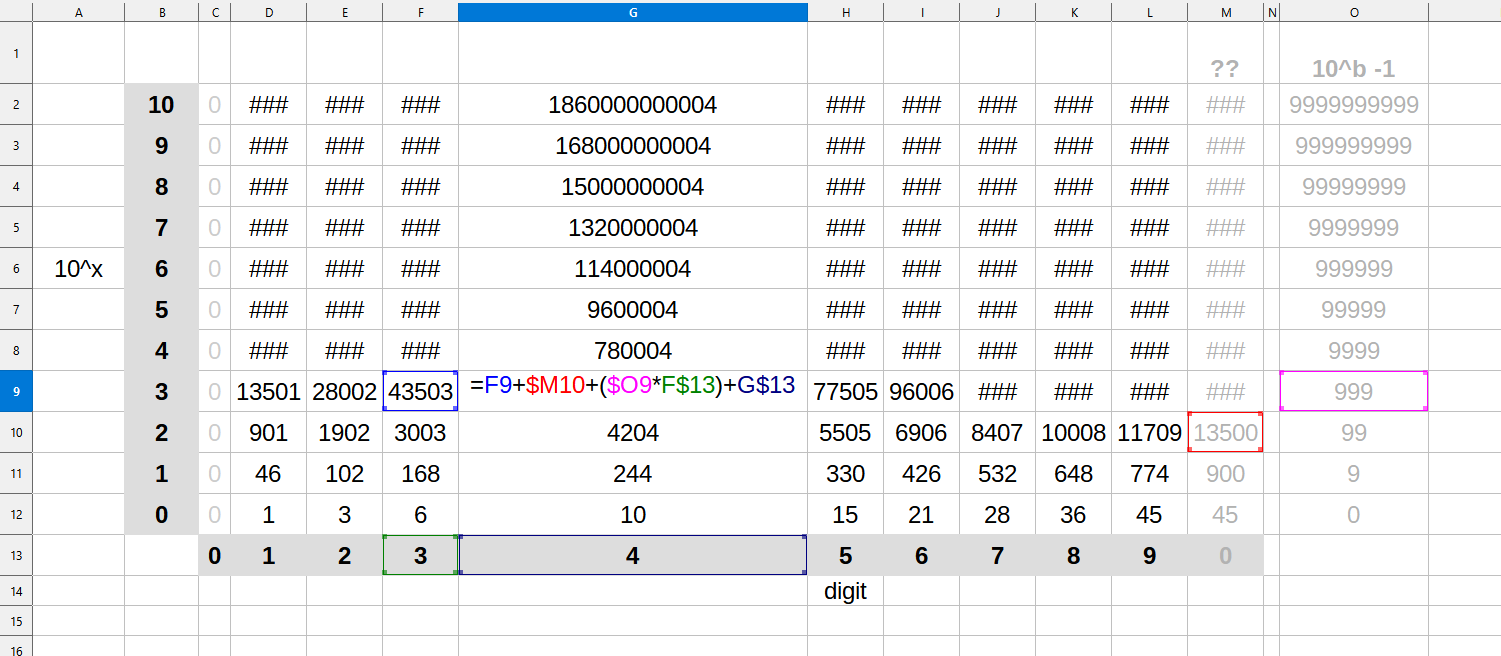 A B C D E F G H I J K L M N O
1 ?? 10^b -1
2 10 0 ### ### ### 1860000000004 ### ### ### ### ### ### 9999999999
3 9 0 ### ### ### 168000000004 ### ### ### ### ### ### 999999999
4 8 0 ### ### ### 15000000004 ### ### ### ### ### ### 99999999
5 7 0 ### ### ### 1320000004 ### ### ### ### ### ### 9999999
6 10^x 6 0 ### ### ### 114000004 ### ### ### ### ### ### 999999
7 5 0 ### ### ### 9600004 ### ### ### ### ### ### 99999
8 4 0 ### ### ### 780004 ### ### ### ### ### ### 9999
9 3 0 13501 28002 43503 =F9+$M10+($O9*F$13)+G$13 77505 96006 ### ### ### ### 999
10 2 0 901 1902 3003 4204 5505 6906 8407 10008 11709 13500 99
11 1 0 46 102 168 244 330 426 532 648 774 900 9
12 0 0 1 3 6 10 15 21 28 36 45 45 0
13 0 1 2 3 4 5 6 7 8 9 0
14 digit
15
16